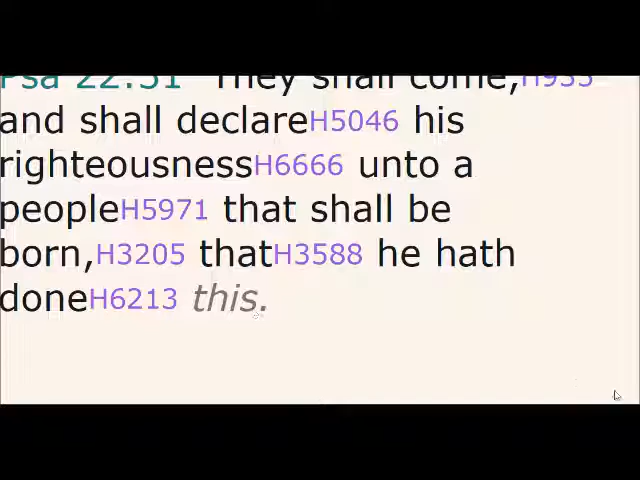 Psa 22:31 They shall come,H935
and shall declareH5046 his
righteousnessH6666 unto a
peopleH5971 that shall be
born,H3205 thatH3588 he hath
doneH6213 this.